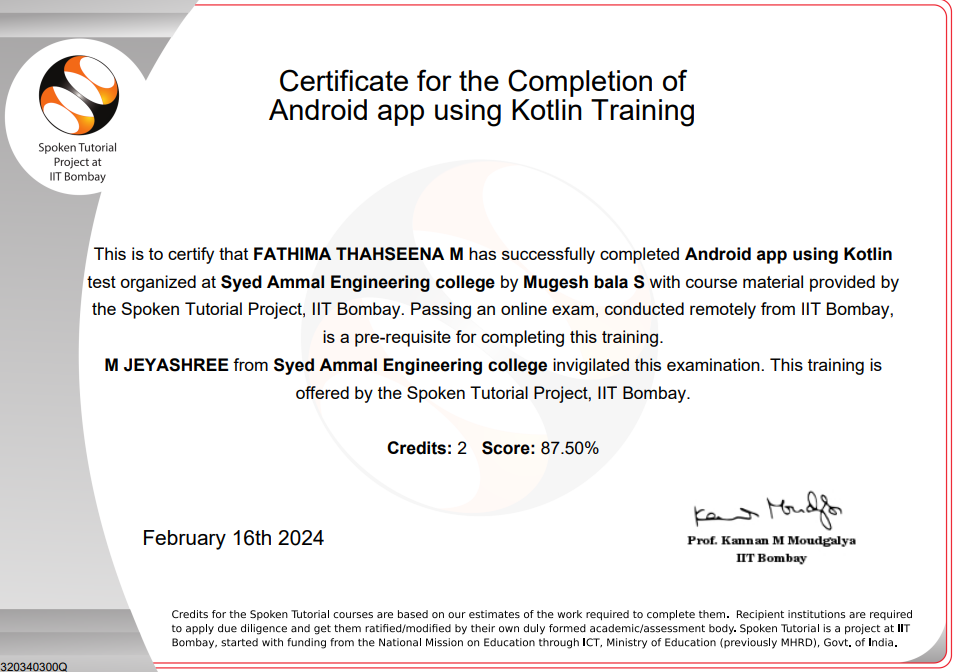 Spoken Tutorial
Project at
IIT Bombay
Certificate for the Completion of
Android app using Kotlin Training
This is to certify that FATHIMA THAHSEENA M has successfully completed Android app using Kotlin
test organized at Syed Ammal Engineering college by Mugesh bala S with course material provided by
the Spoken Tutorial Project, IIT Bombay. Passing an online exam, conducted remotely from IIT Bombay,
is a pre-requisite for completing this training.
M JEYASHREE from Syed Ammal Engineering college invigilated this examination. This training is
offered by the Spoken Tutorial Project, IIT Bombay.
Credits: 2 Score: 87.50%
February 16th 2024
Kannan Moudgalya
Prof. Kannan M Moudgalya
IIT Bombay
Credits for the Spoken Tutorial courses are based on our estimates of the work required to complete them. Recipient institutions are required
to apply due diligence and get them ratified/modified by their own duly formed academic/assessment body. Spoken Tutorial is a project at IIT
Bombay, started with funding from the National Mission on Education through ICT, Ministry of Education (previously MHRD), Govt. of India.
320340300Q